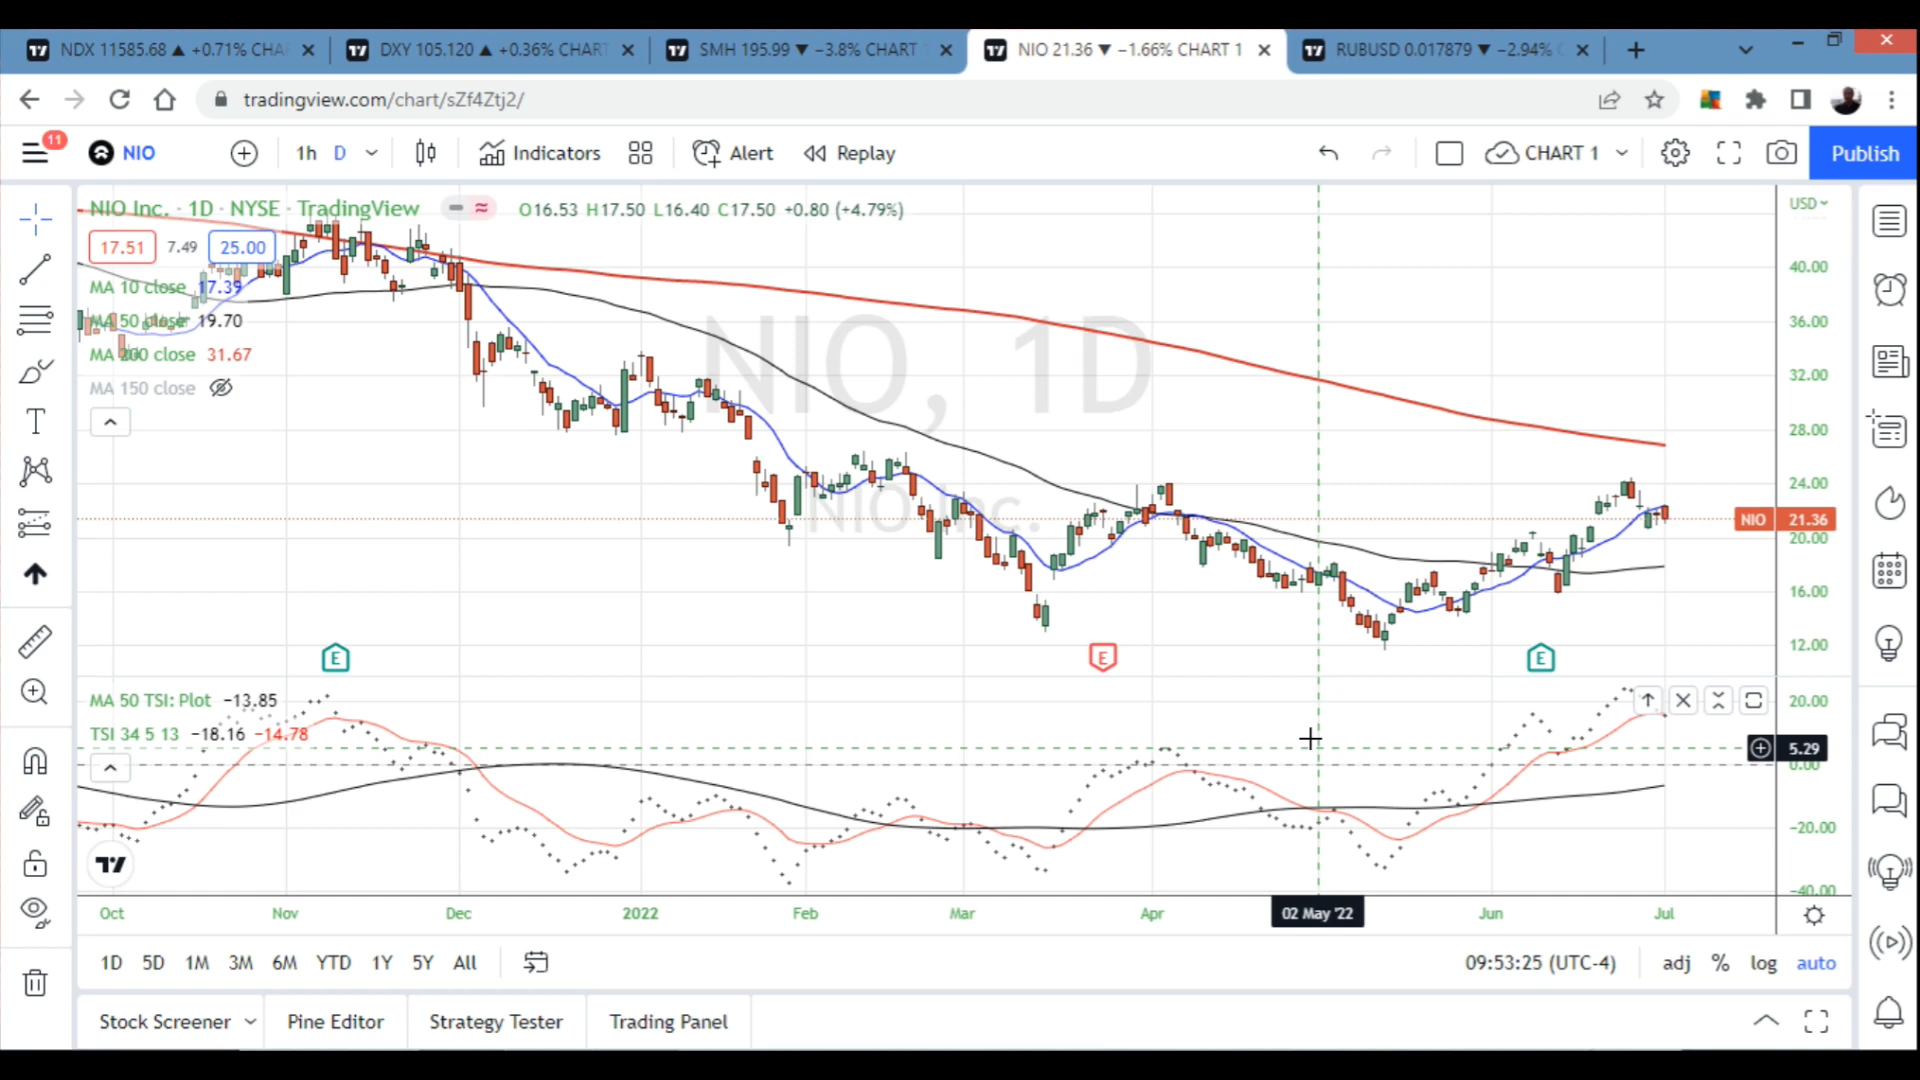 NDX 11585.68 ▲ +0.71% CHA
DXY 105.120 ▲ +0.36% CHART
SMH 195.99 ▼ −3.8% CHART
NIO 21.36 ▼ −1.66% CHART 1
RUBUSD 0.017879 ▼ −2.94%
tradingview.com/chart/sZf4Ztj2/
11
NIO
1h
D
Indicators
Alert
Replay
CHART 1
Publish
NIO Inc. · 1D · NYSE · TradingView
O16.53 H17.50 L16.40 C17.50 +0.80 (+4.79%)
USD
17.51
7.49
25.00
MA 10 close 17.39
MA 50 close 19.70
MA 200 close 31.67
MA 150 close
NIO, 1D
NIO Inc.
40.00
36.00
32.00
28.00
24.00
NIO 21.36
20.00
16.00
12.00
E
E
E
MA 50 TSI: Plot −13.85
TSI 34 5 13 −18.16 −14.78
20.00
5.29
0.00
−20.00
−40.00
Oct
Nov
Dec
2022
Feb
Mar
Apr
02 May '22
Jun
Jul
1D
5D
1M
3M
6M
YTD
1Y
5Y
All
09:53:25 (UTC-4)
adj
%
log
auto
Stock Screener
Pine Editor
Strategy Tester
Trading Panel